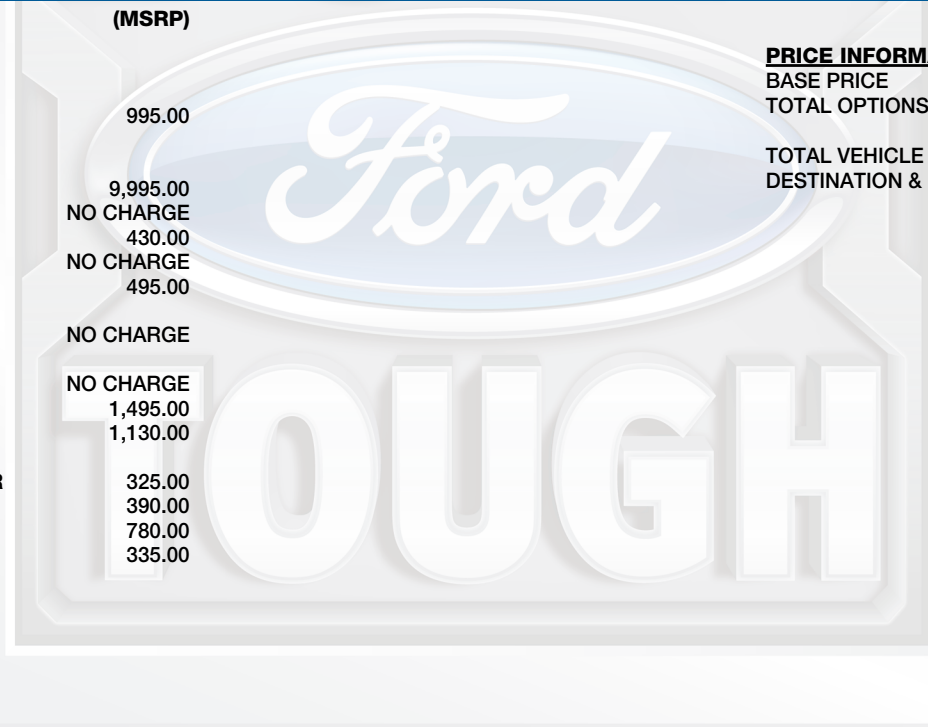 (MSRP)
995.00
9,995.00
NO CHARGE
430.00
NO CHARGE
495.00
NO CHARGE
NO CHARGE
1,495.00
1,130.00
R 325.00
390.00
780.00
335.00
PRICE INFORMA
BASE PRICE
TOTAL OPTIONS
TOTAL VEHICLE
DESTINATION &
Ford
TOUGH